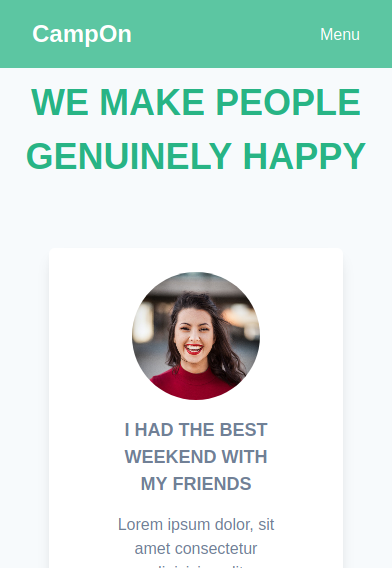 CampOn
Menu
WE MAKE PEOPLE
GENUINELY HAPPY
I HAD THE BEST
WEEKEND WITH
MY FRIENDS
Lorem ipsum dolor, sit
amet consectetur